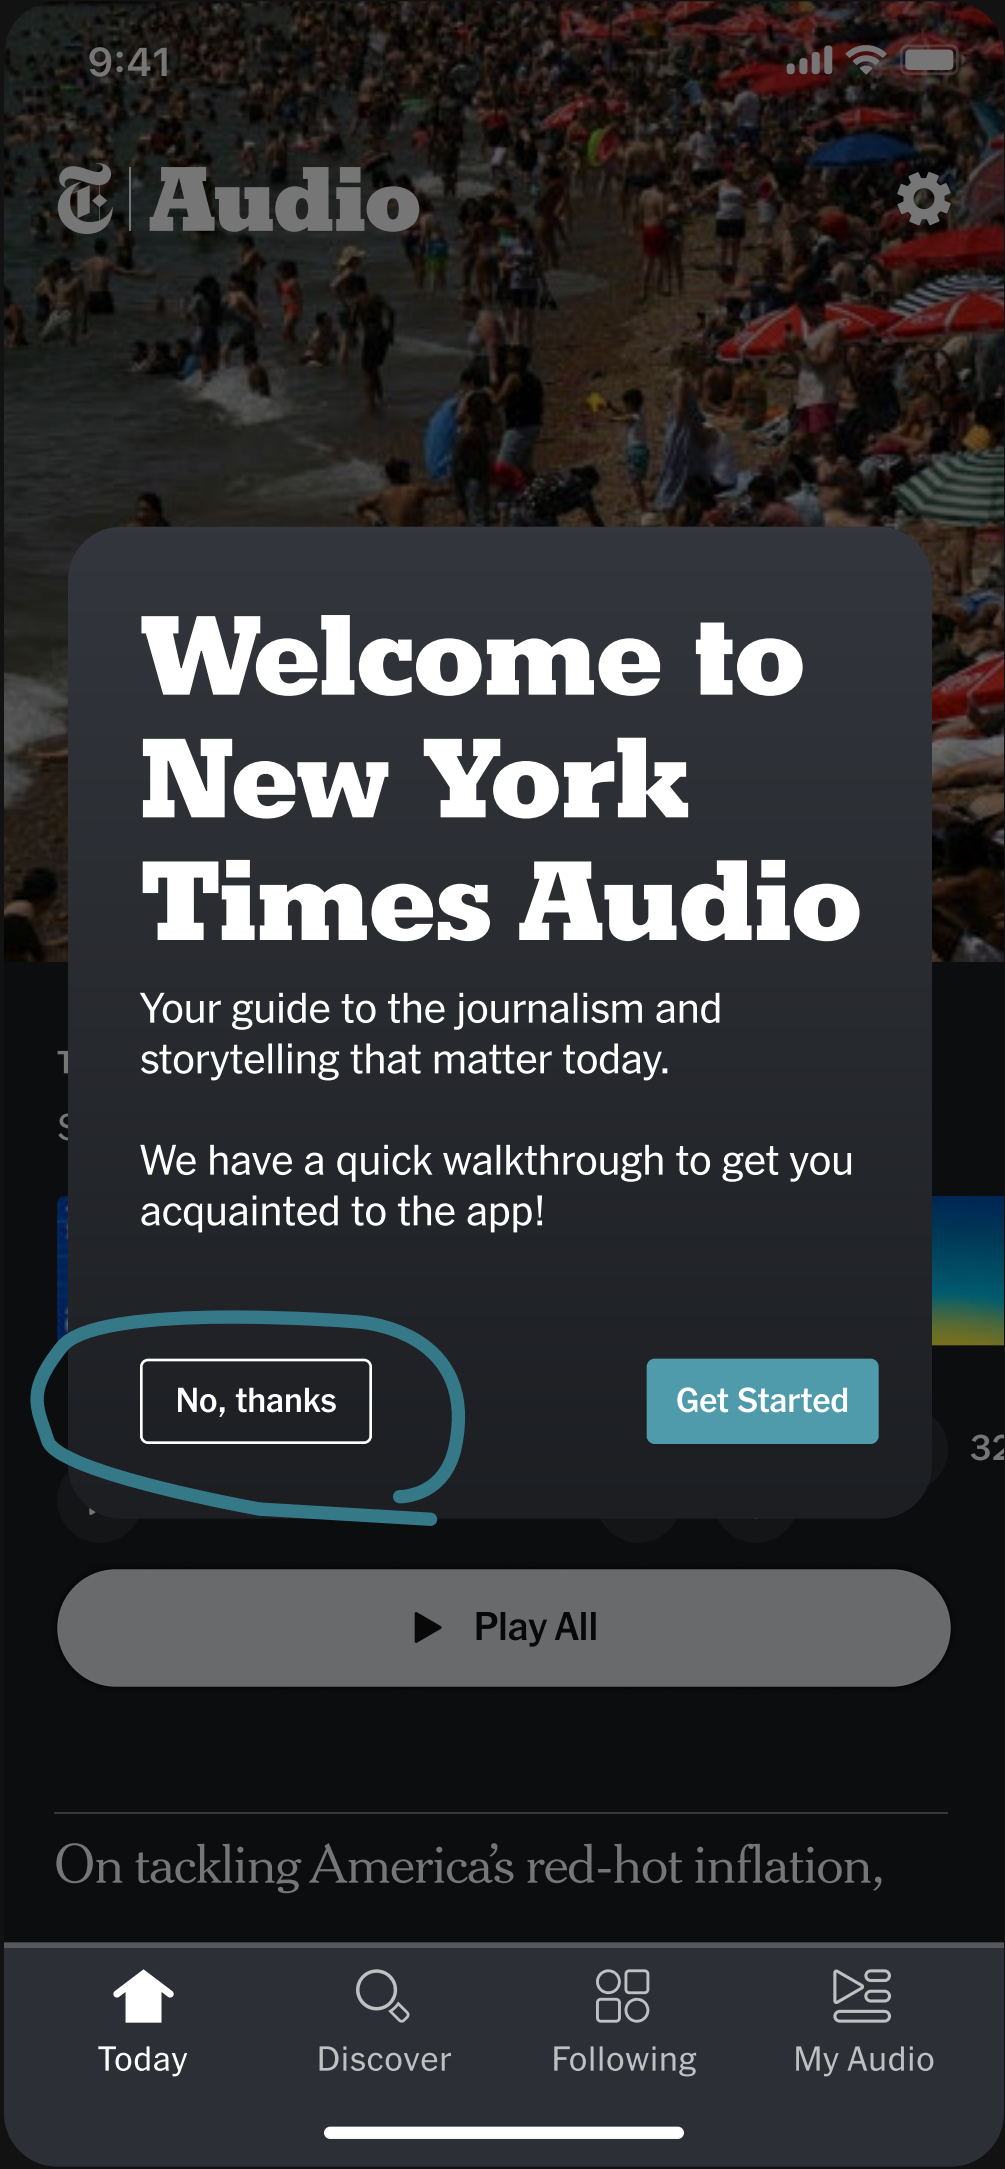 9:41
T | Audio
Welcome to
New York
Times Audio
Your guide to the journalism and
storytelling that matter today.
We have a quick walkthrough to get you
acquainted to the app!
No, thanks
Get Started
32
Play All
On tackling America’s red-hot inflation,
Today
Discover
Following
My Audio